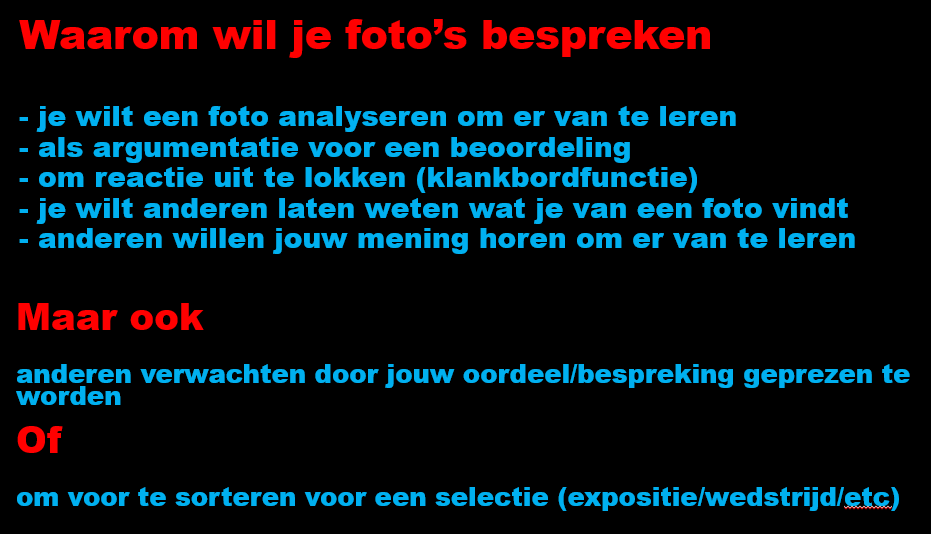 Waarom wil je foto’s bespreken
- je wilt een foto analyseren om er van te leren
- als argumentatie voor een beoordeling
- om reactie uit te lokken (klankbordfunctie)
- je wilt anderen laten weten wat je van een foto vindt
- anderen willen jouw mening horen om er van te leren
Maar ook
anderen verwachten door jouw oordeel/bespreking geprezen te
worden
Of
om voor te sorteren voor een selectie (expositie/wedstrijd/etc)